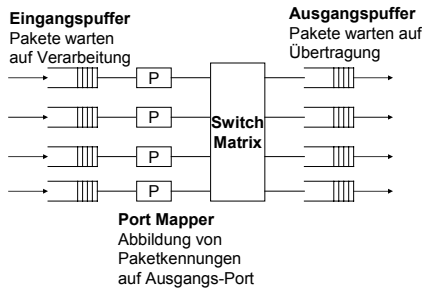 Eingangspuffer
Pakete warten
auf Verarbeitung
Ausgangspuffer
Pakete warten auf
Übertragung
P
P
P
P
Switch
Matrix
Port Mapper
Abbildung von
Paketkennungen
auf Ausgangs-Port